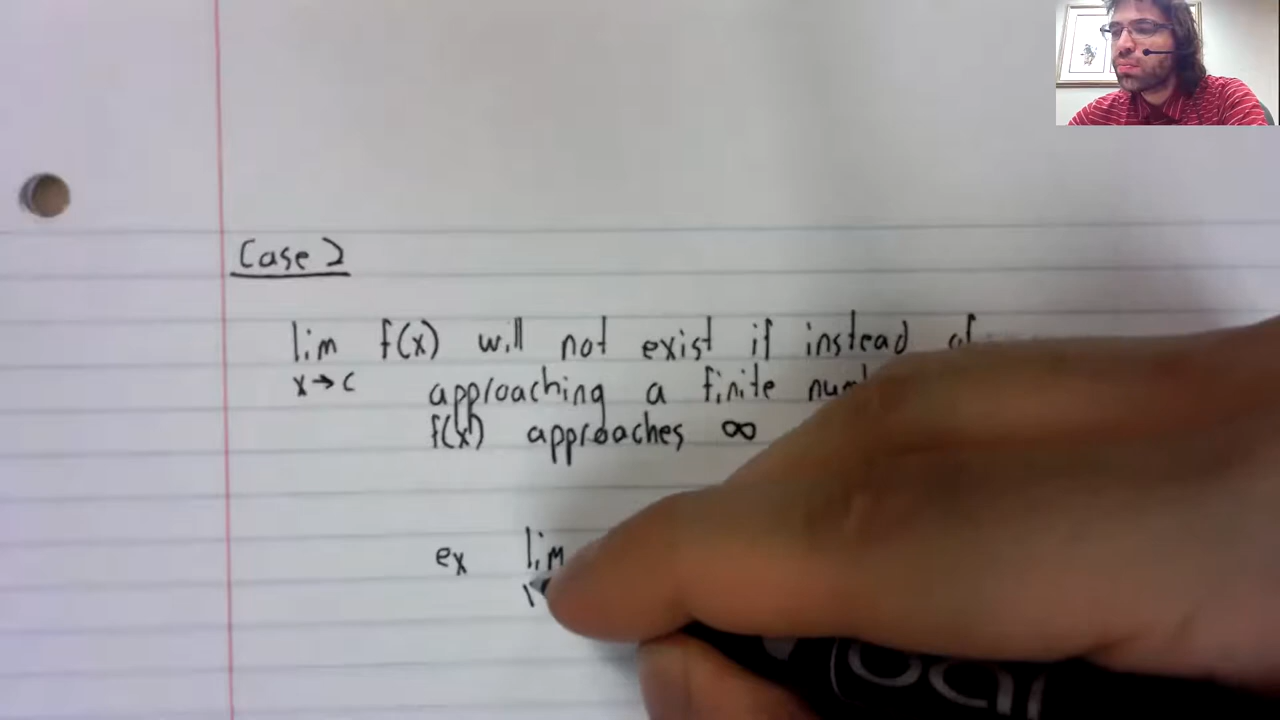 Case 2
lim f(x) will not exist if instead of
x→c approaching a finite
f(x) approaches ∞
ex lim